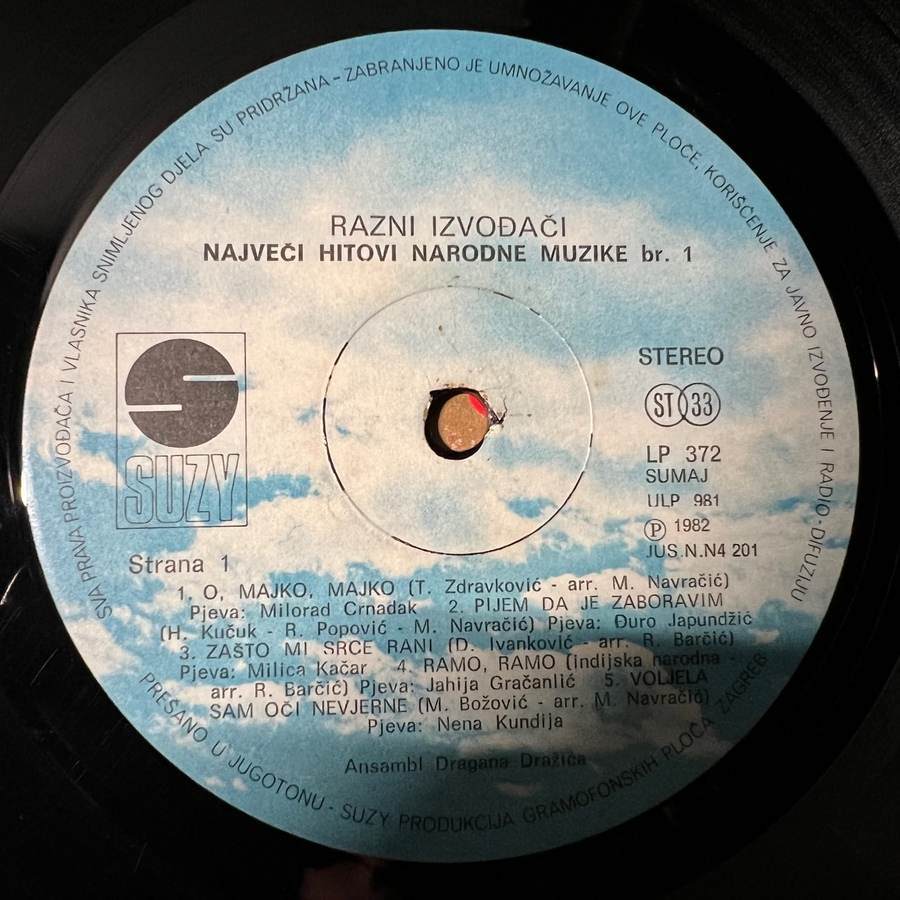 SVA PRAVA PROIZVOĐAČA I VLASNIKA SNIMLJENOG DJELA SU PRIDRŽANA - ZABRANJENO JE UMNOŽAVANJE OVE PLOČE, KORIŠĆENJE ZA JAVNO IZVOĐENJE I RADIO-DIFUZIJU
RAZNI IZVOĐAČI
NAJVEČI HITOVI NARODNE MUZIKE br. 1
STEREO
ST 33
SUZY
LP 372
SUMAJ
ULP 981
Ⓟ 1982
JUS.N.N4 201
Strana 1
1. O, MAJKO, MAJKO (T. Zdravković - arr. M. Navračić)
Pjeva: Milorad Crnadak 2. PIJEM DA JE ZABORAVIM
(H. Kučuk - R. Popović - M. Navračić) Pjeva: Đuro Japundžić
3. ZAŠTO MI SRCE RANI (D. Ivanković - arr. R. Barčić)
Pjeva: Milica Kačar 4. RAMO, RAMO (indijska narodna -
arr. R. Barčić) Pjeva: Jahija Gračanlić 5. VOLJELA
SAM OČI NEVJERNE (M. Božović - arr. M. Navračić)
Pjeva: Nena Kundija
Ansambl Dragana Dražića
PREŠANO U JUGOTONU - SUZY PRODUKCIJA GRAMOFONSKIH PLOČA ZAGREB